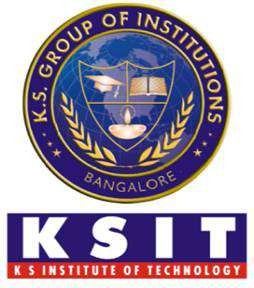 K.S. GROUP OF INSTITUTIONS
BANGALORE
KSIT
K S INSTITUTE OF TECHNOLOGY